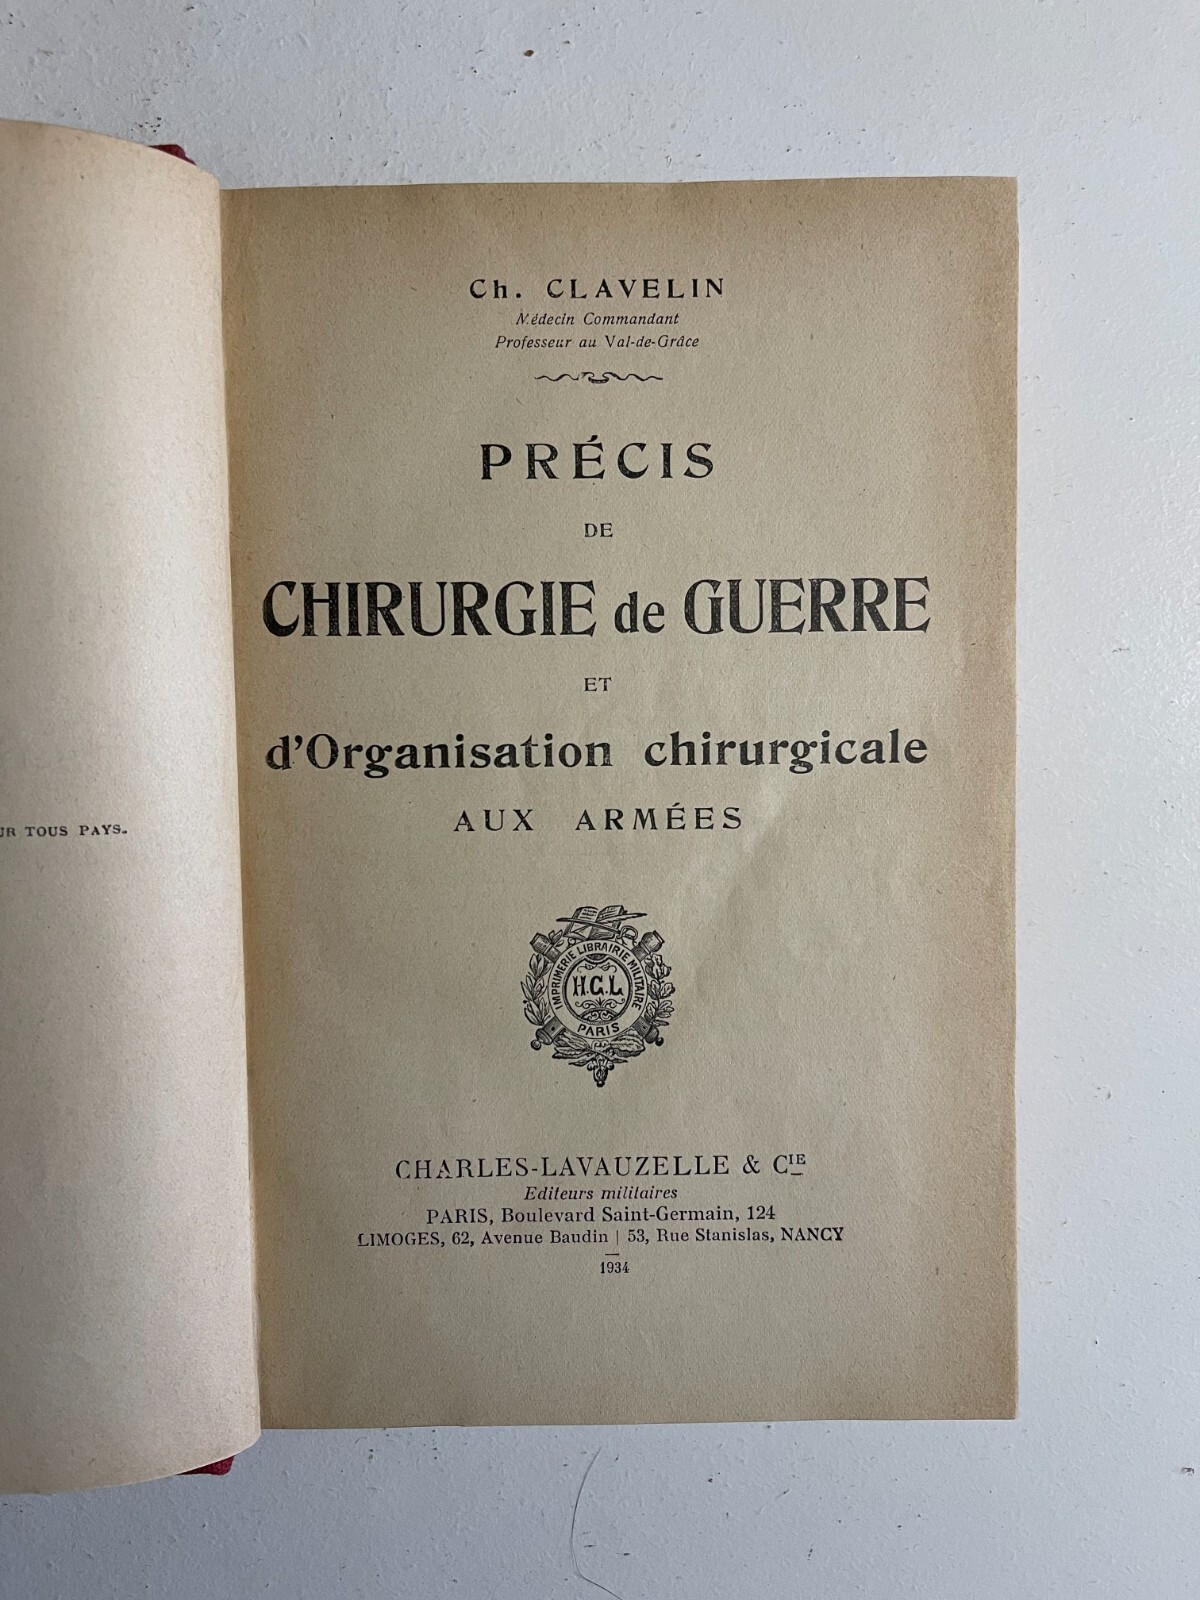 TOUS PAYS.
Ch. CLAVELIN
Médecin Commandant
Professeur au Val-de-Grâce
PRÉCIS
DE
CHIRURGIE de GUERRE
ET
d'Organisation chirurgicale
AUX ARMÉES
IMPRIMERIE LIBRAIRIE MILITAIRE
H.C.L
PARIS
CHARLES-LAVAUZELLE & CIE
Editeurs militaires
PARIS, Boulevard Saint-Germain, 124
LIMOGES, 62, Avenue Baudin | 53, Rue Stanislas, NANCY
1934